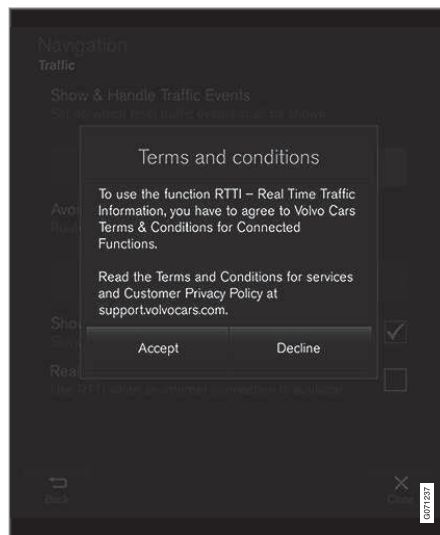 Navigation
Traffic
Show & Handle Traffic Events
Terms and conditions
To use the function RTTI – Real Time Traffic
Information, you have to agree to Volvo Cars
Terms & Conditions for Connected
Functions.
Read the Terms and Conditions for services
and Customer Privacy Policy at
support.volvocars.com.
Accept
Decline
Back
Close
G071237